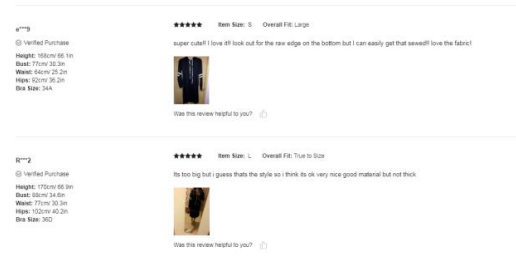 e***9
★★★★★ Item Size: S Overall Fit: Large
Verified Purchase
super cute!! I love it!! look out for the raw edge on the bottom but I can easily get that sewed!! love the fabric!
Height: 168cm/ 66.1in
Bust: 77cm/ 30.3in
Waist: 64cm/ 25.2in
Hips: 92cm/ 36.2in
Bra Size: 34A
Was this review helpful to you?
R***2
★★★★★ Item Size: L Overall Fit: True to Size
Verified Purchase
Its too big but i guess thats the style so i think its ok very nice good material but not thick
Height: 170cm/ 66.9in
Bust: 88cm/ 34.6in
Waist: 77cm/ 30.3in
Hips: 102cm/ 40.2in
Bra Size: 36D
Was this review helpful to you?